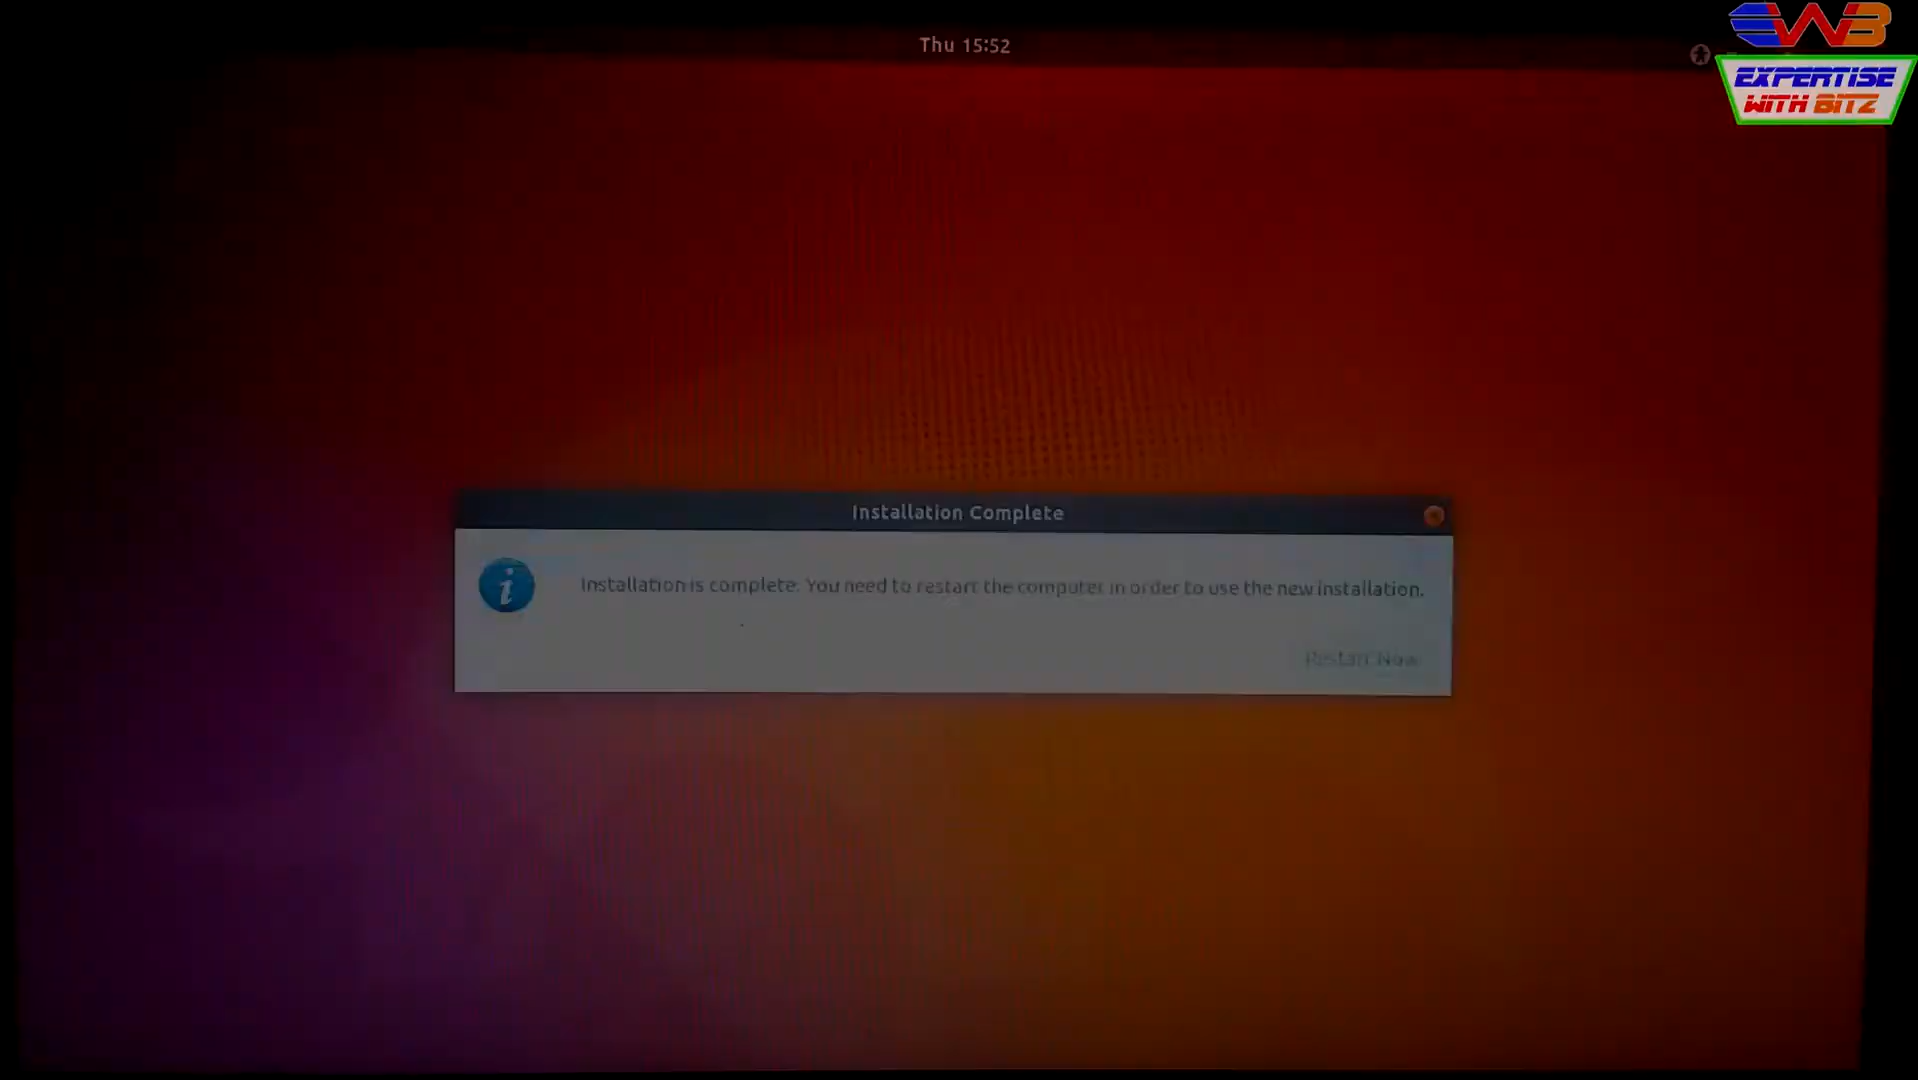 Thu 15:52
EWB
EXPERTISE
WITH BITZ
Installation Complete
Installation is complete. You need to restart the computer in order to use the new installation.
Restart Now